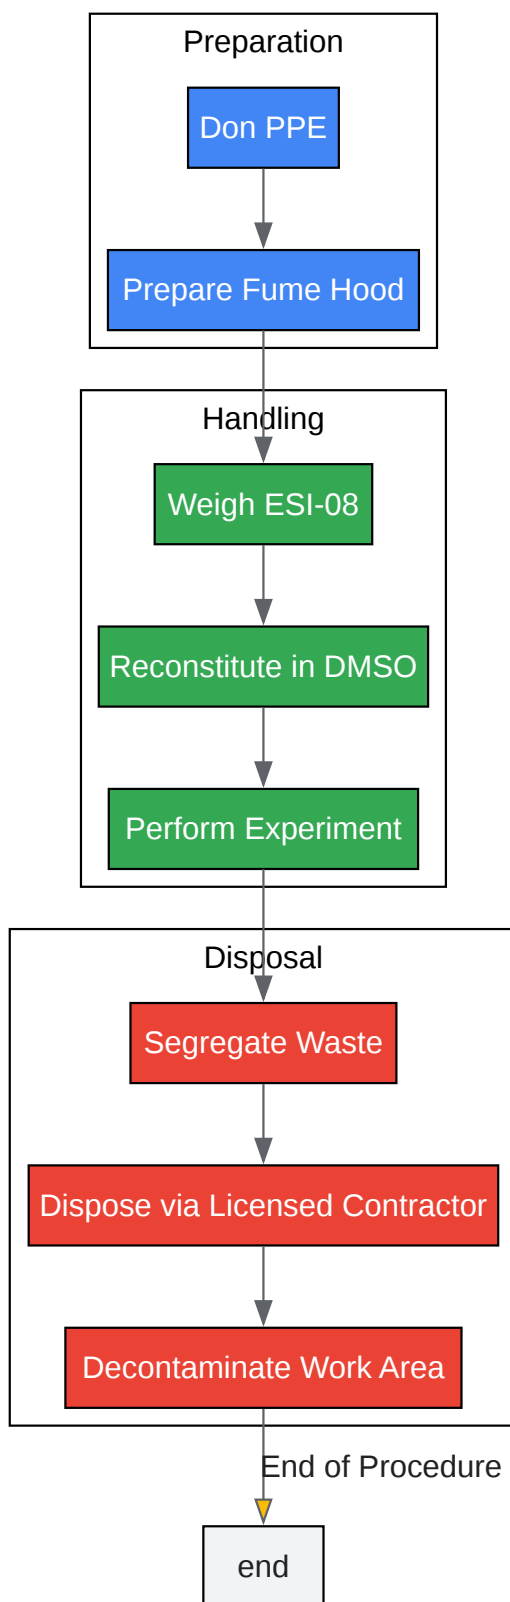 Preparation
Don PPE
Prepare Fume Hood
Handling
Weigh ESI-08
Reconstitute in DMSO
Perform Experiment
Disposal
Segregate Waste
Dispose via Licensed Contractor
Decontaminate Work Area
End of Procedure
end